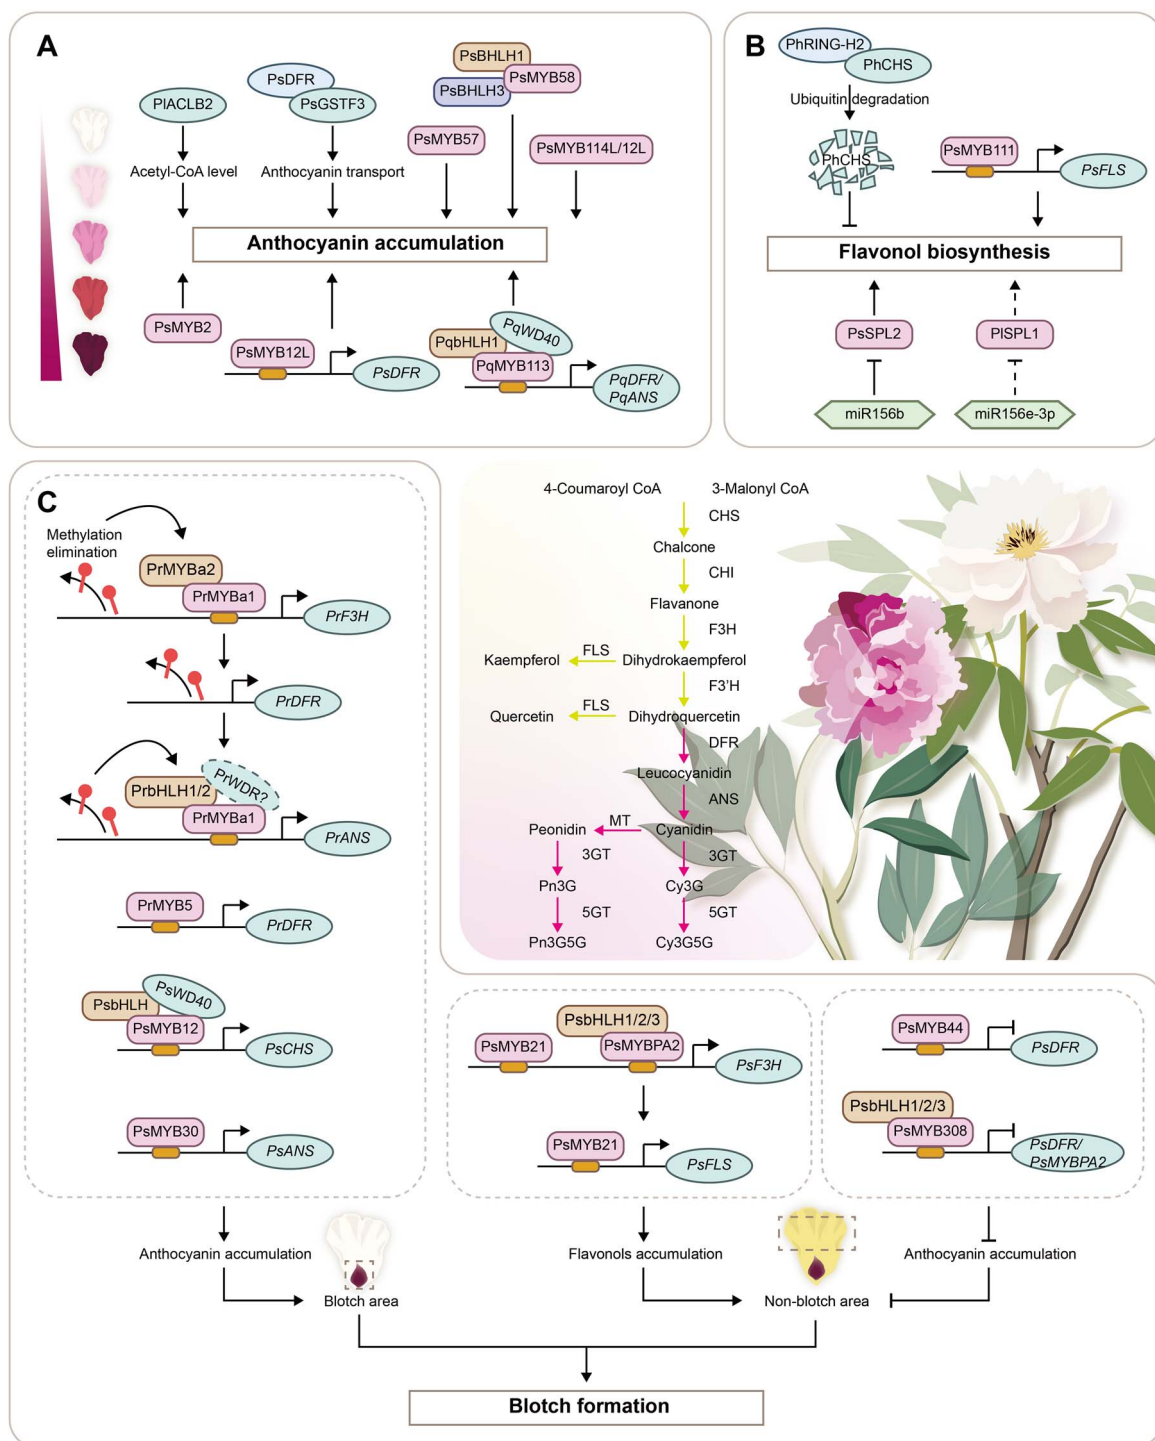 A
PsBHLH1
PsDFR
PsMYB58
PsBHLH3
PlACLB2
PsGSTF3
PsMYB57
PsMYB114L/12L
Acetyl-CoA level
Anthocyanin transport
Anthocyanin accumulation
PsMYB2
PsMYB12L
PsDFR
PqbHLH1
PqWD40
PqMYB113
PqDFR/
PqANS
B
PhRING-H2
PhCHS
Ubiquitin degradation
PhCHS
PsMYB111
PsFLS
Flavonol biosynthesis
PsSPL2
PlSPL1
miR156b
miR156e-3p
C
Methylation
elimination
PrMYBa2
PrMYBa1
PrF3H
PrDFR
PrbHLH1/2
PrWDR?
PrMYBa1
PrANS
PrMYB5
PrDFR
PsbHLH
PsWD40
PsMYB12
PsCHS
PsMYB30
PsANS
4-Coumaroyl CoA
3-Malonyl CoA
CHS
Chalcone
CHI
Flavanone
F3H
Kaempferol
FLS
Dihydrokaempferol
F3'H
Quercetin
FLS
Dihydroquercetin
DFR
Leucocyanidin
ANS
Peonidin
MT
Cyanidin
3GT
3GT
Pn3G
Cy3G
5GT
5GT
Pn3G5G
Cy3G5G
PsbHLH1/2/3
PsMYB21
PsMYBPA2
PsF3H
PsMYB21
PsFLS
PsMYB44
PsDFR
PsbHLH1/2/3
PsMYB308
PsDFR/
PsMYBPA2
Anthocyanin accumulation
Blotch area
Flavonols accumulation
Non-blotch area
Anthocyanin accumulation
Blotch formation